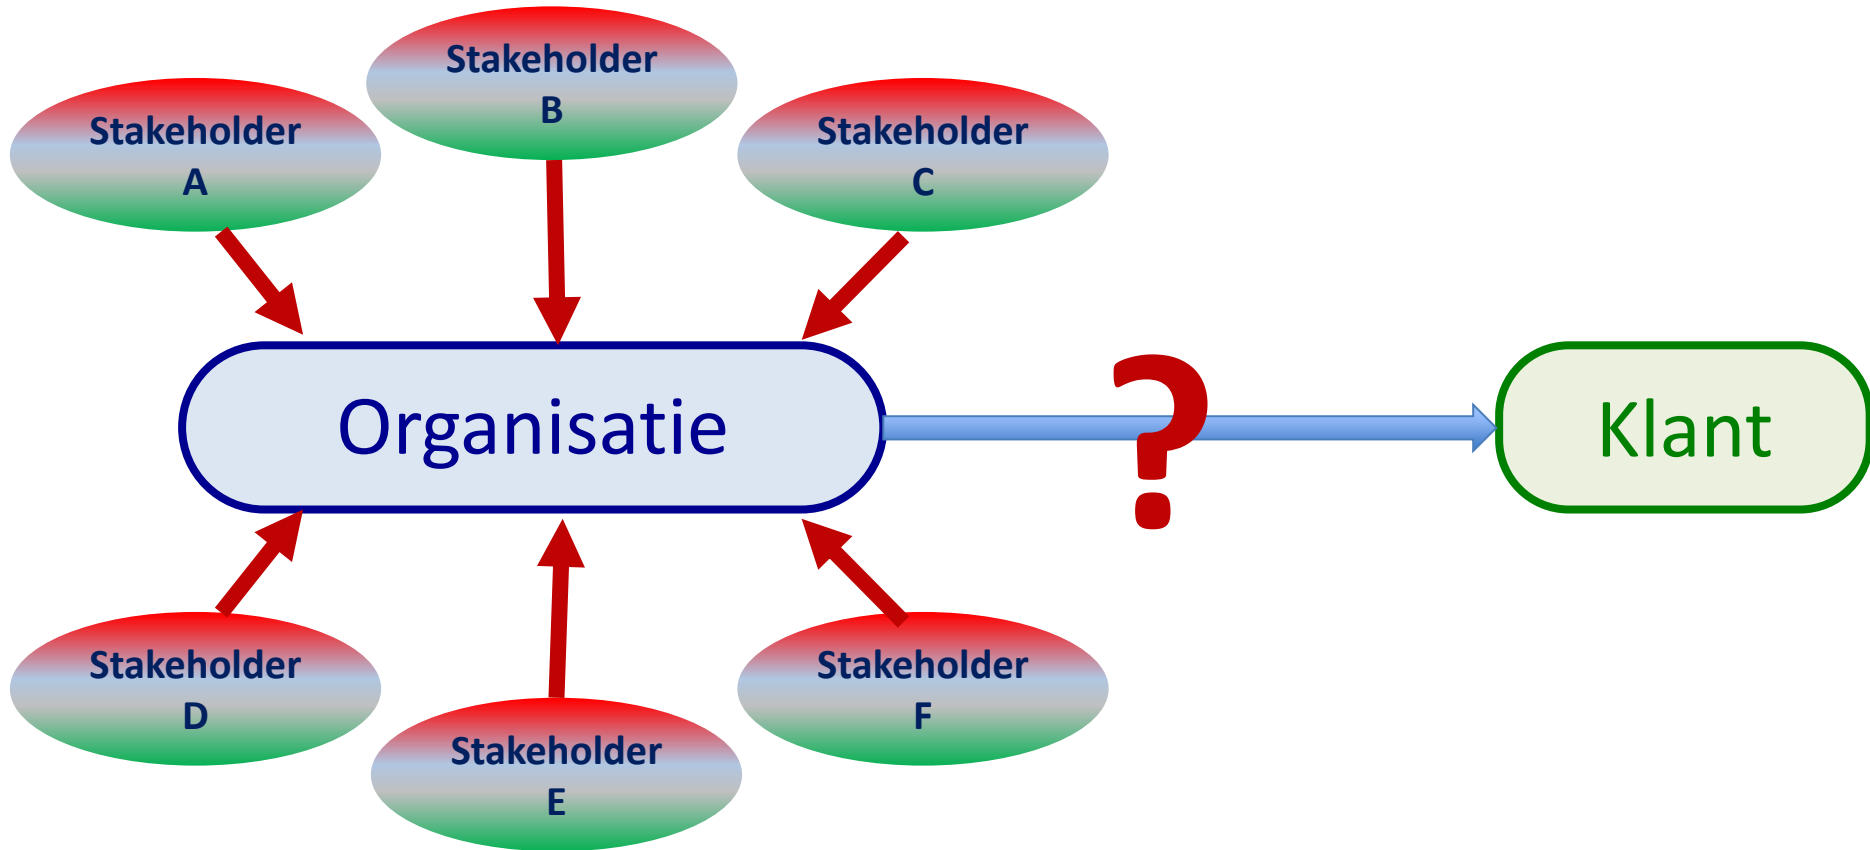 Stakeholder
B
Stakeholder
A
Stakeholder
C
Organisatie
?
Klant
Stakeholder
D
Stakeholder
F
Stakeholder
E